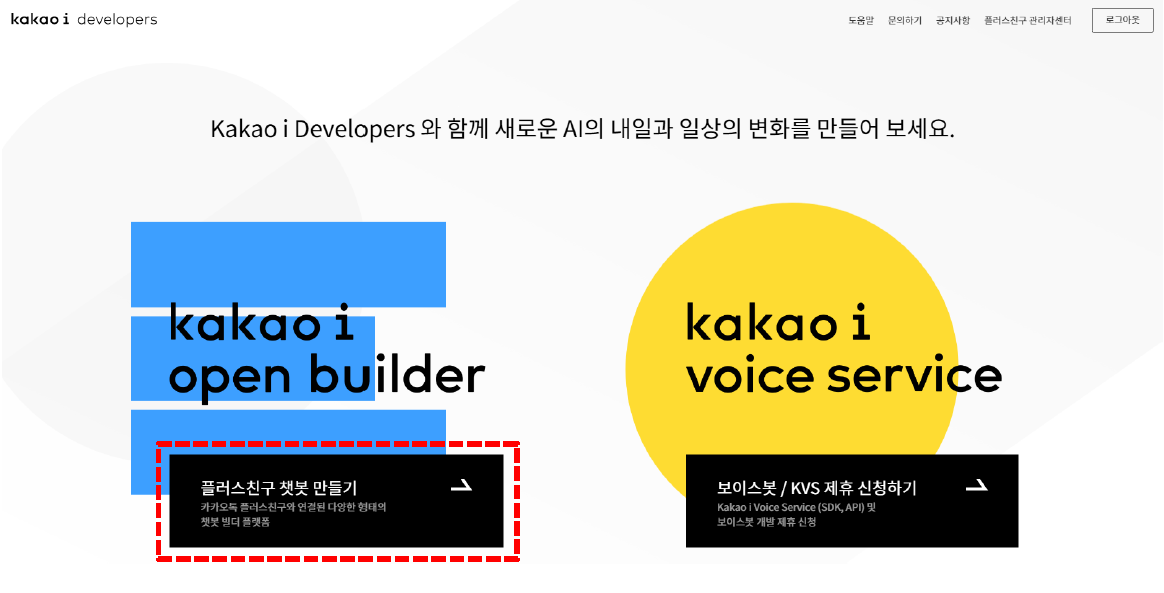 kakao i developers
도움말 문의하기 공지사항 플러스친구 관리자센터 로그아웃
Kakao i Developers 와 함께 새로운 AI의 내일과 일상의 변화를 만들어 보세요.
kakao i
open builder
플러스친구 챗봇 만들기
카카오톡 플러스친구와 연결된 다양한 형태의
챗봇 빌더 플랫폼
kakao i
voice service
보이스봇 / KVS 제휴 신청하기
Kakao i Voice Service (SDK, API) 및
보이스봇 개발 제휴 신청